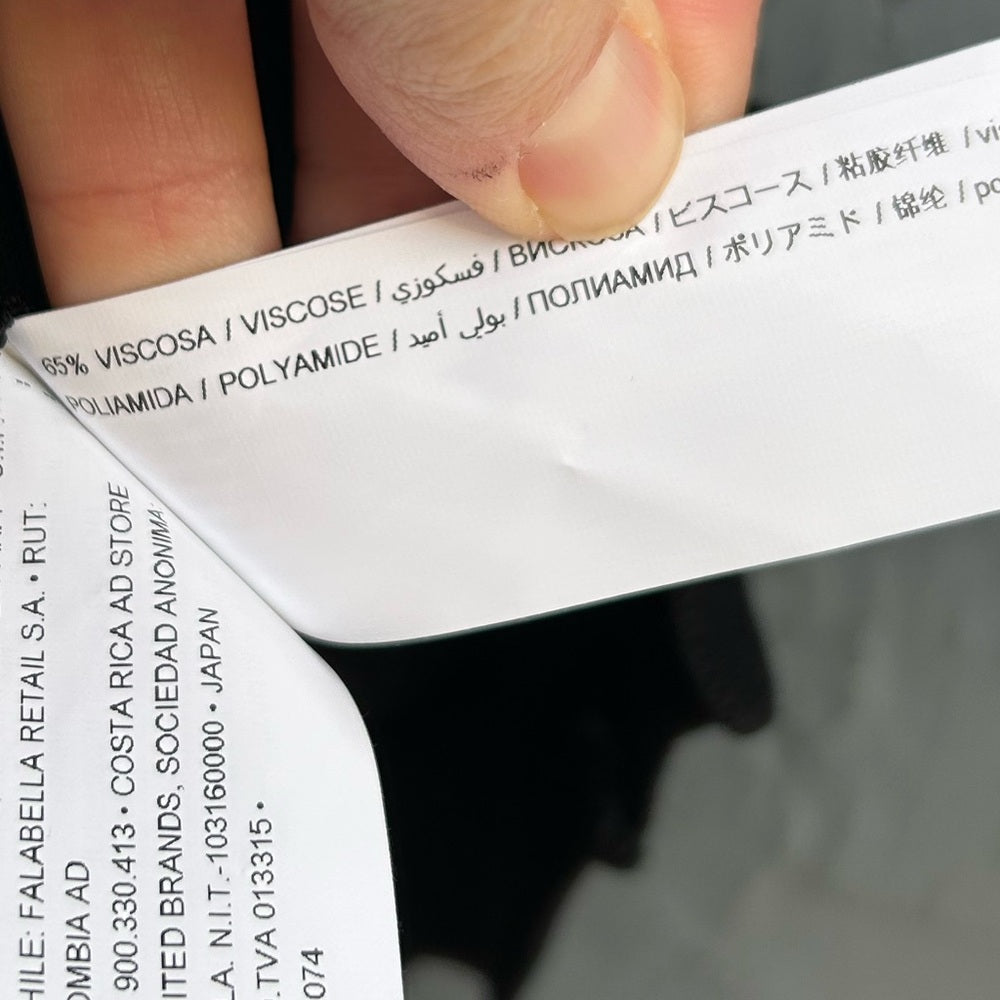 65% VISCOSA / VISCOSE / فسكوزي / ВИСКОЗА / ビスコース / 粘胶纤维 / vi
POLIAMIDA / POLYAMIDE / بولي أميد / ПОЛИАМИД / ポリアミド / 锦纶 / po
HILE: FALABELLA RETAIL S.A. • RUT:
OMBIA AD
900.330.413 • COSTA RICA AD STORE
ITED BRANDS, SOCIEDAD ANONIMA.
LA. N.I.T.-103160000 • JAPAN
.TVA 013315 •
074